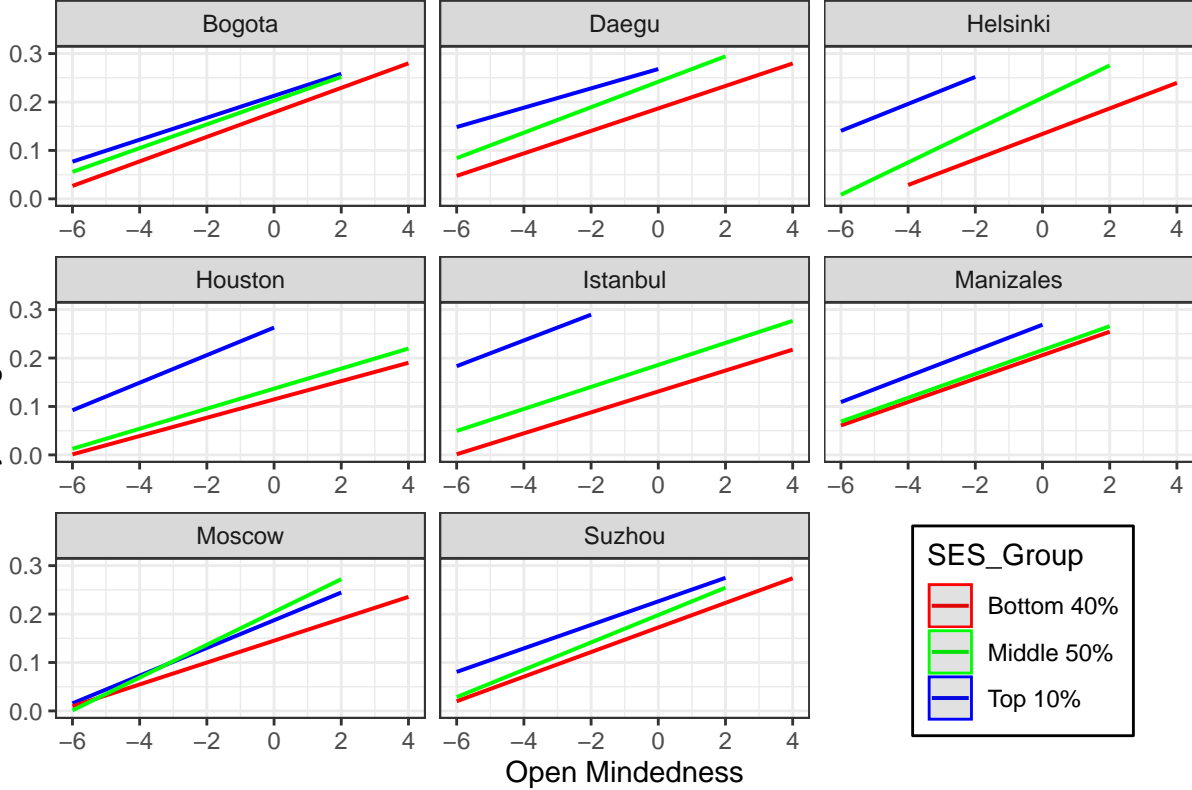 Bogota Daegu Helsinki
0.3
0.2
0.1
0.0
−6 −4 −2 0 2 4 −6 −4 −2 0 2 4 −6 −4 −2 0 2 4
Houston Istanbul Manizales
0.3
0.2
0.1
0.0
−6 −4 −2 0 2 4 −6 −4 −2 0 2 4 −6 −4 −2 0 2 4
Moscow Suzhou
0.3
0.2
0.1
0.0
−6 −4 −2 0 2 4 −6 −4 −2 0 2 4
Open Mindedness
SES_Group
Bottom 40%
Middle 50%
Top 10%